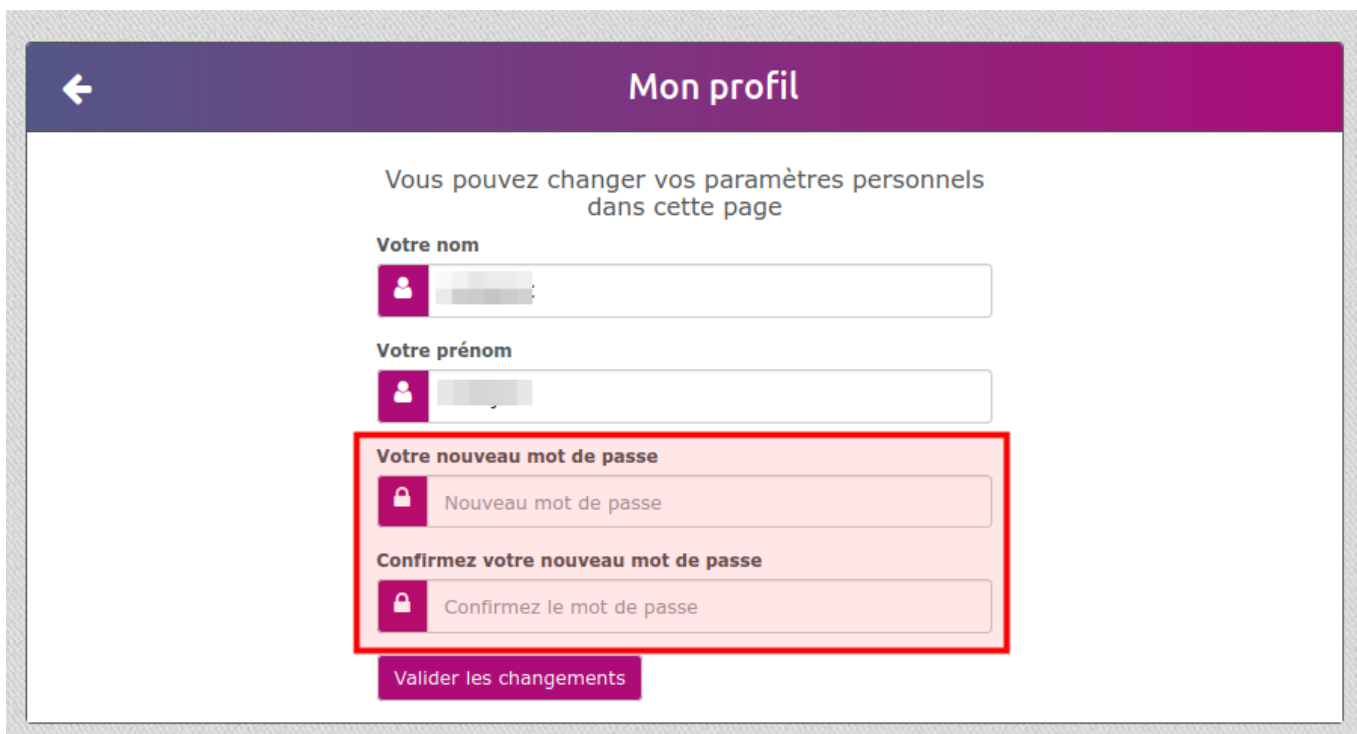 Mon profil
Vous pouvez changer vos paramètres personnels
dans cette page
Votre nom
Votre prénom
Votre nouveau mot de passe
Nouveau mot de passe
Confirmez votre nouveau mot de passe
Confirmez le mot de passe
Valider les changements